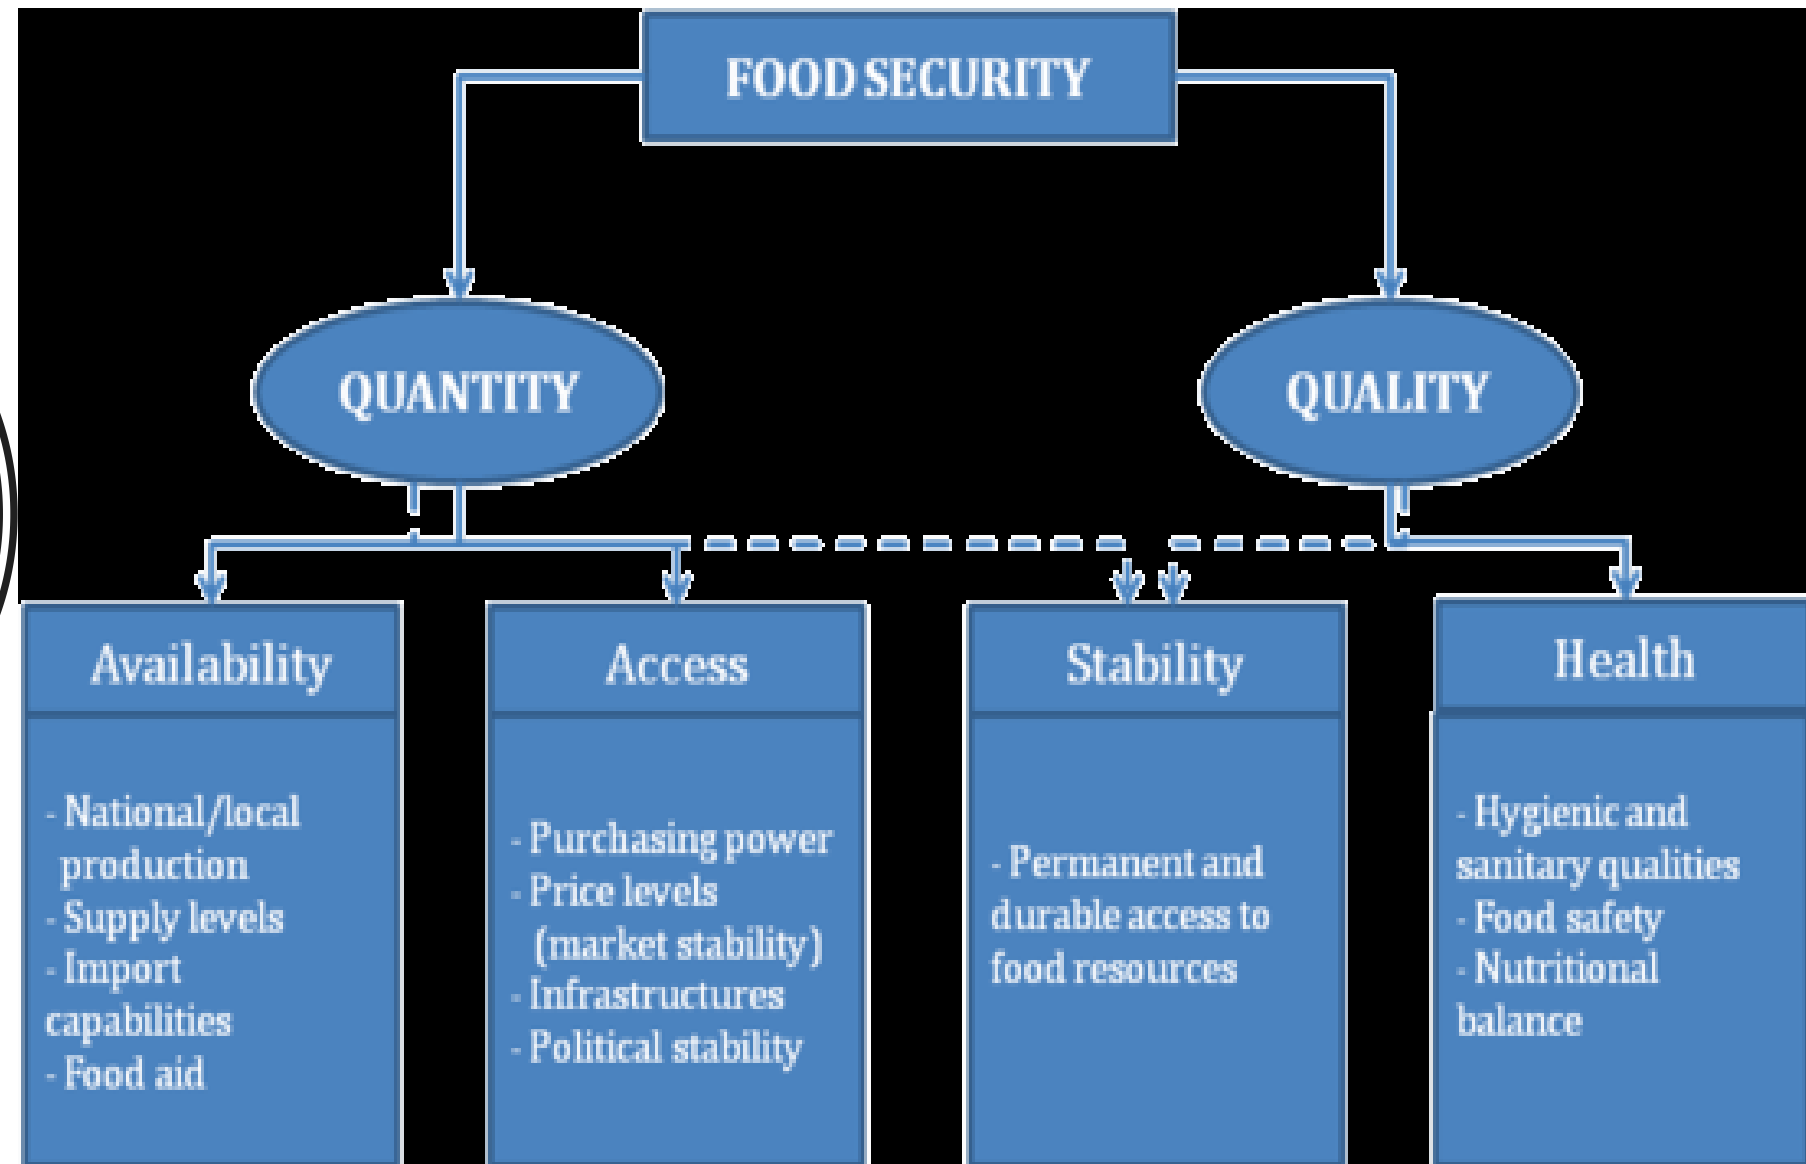 FOOD SECURITY
QUANTITY
QUALITY
Availability
- National/local
production
- Supply levels
- Import
capabilities
- Food aid
Access
- Purchasing power
- Price levels
(market stability)
- Infrastructures
- Political stability
Stability
- Permanent and
durable access to
food resources
Health
- Hygienic and
sanitary qualities
- Food safety
- Nutritional
balance